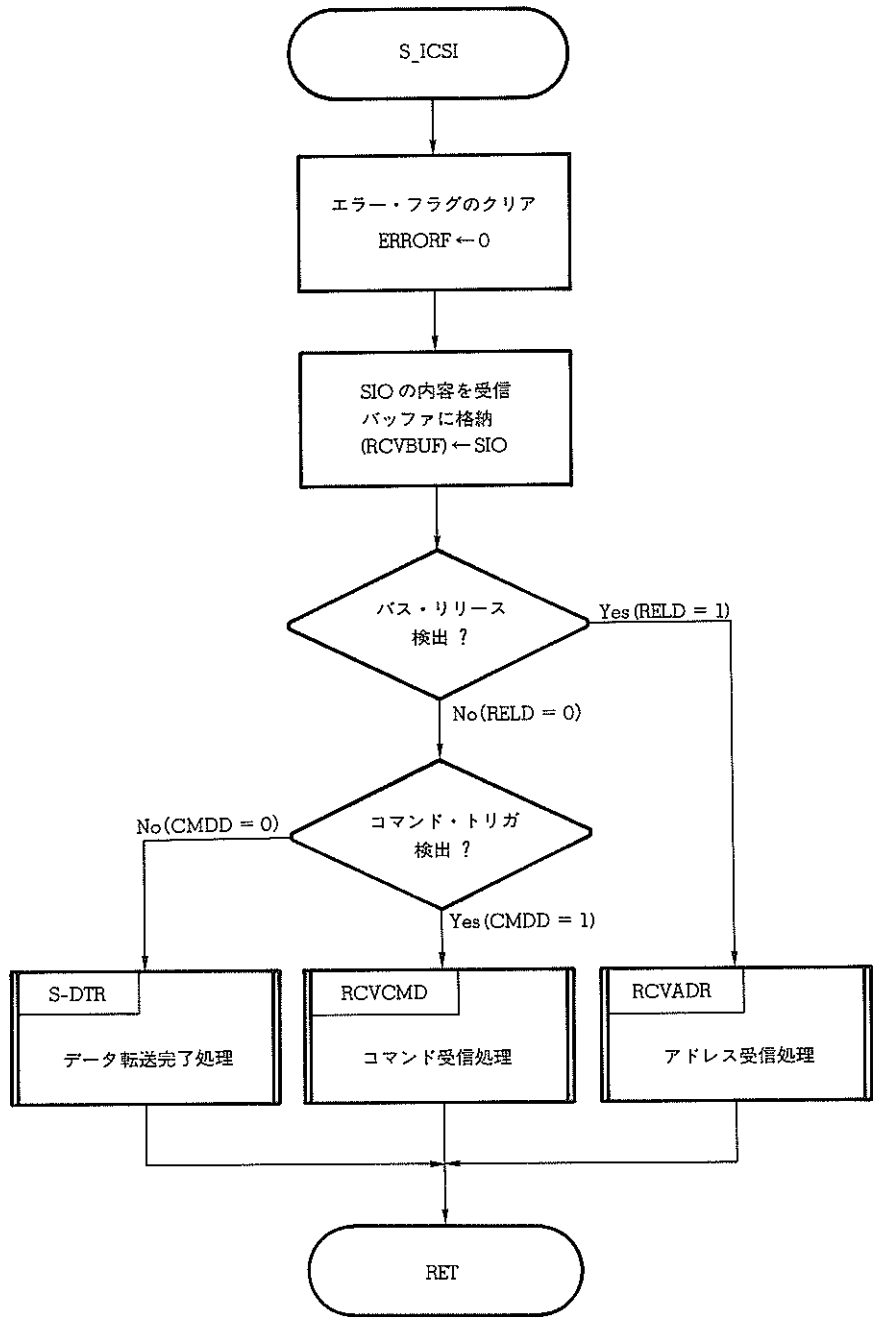 S_ICSI
エラー・フラグのクリア
ERRORF ← 0
SIO の内容を受信
バッファに格納
(RCVBUF) ← SIO
バス・リリース
検出 ?
Yes (RELD = 1)
No (RELD = 0)
コマンド・トリガ
検出 ?
No (CMDD = 0)
Yes (CMDD = 1)
S-DTR
データ転送完了処理
RCVCMD
コマンド受信処理
RCVADR
アドレス受信処理
RET